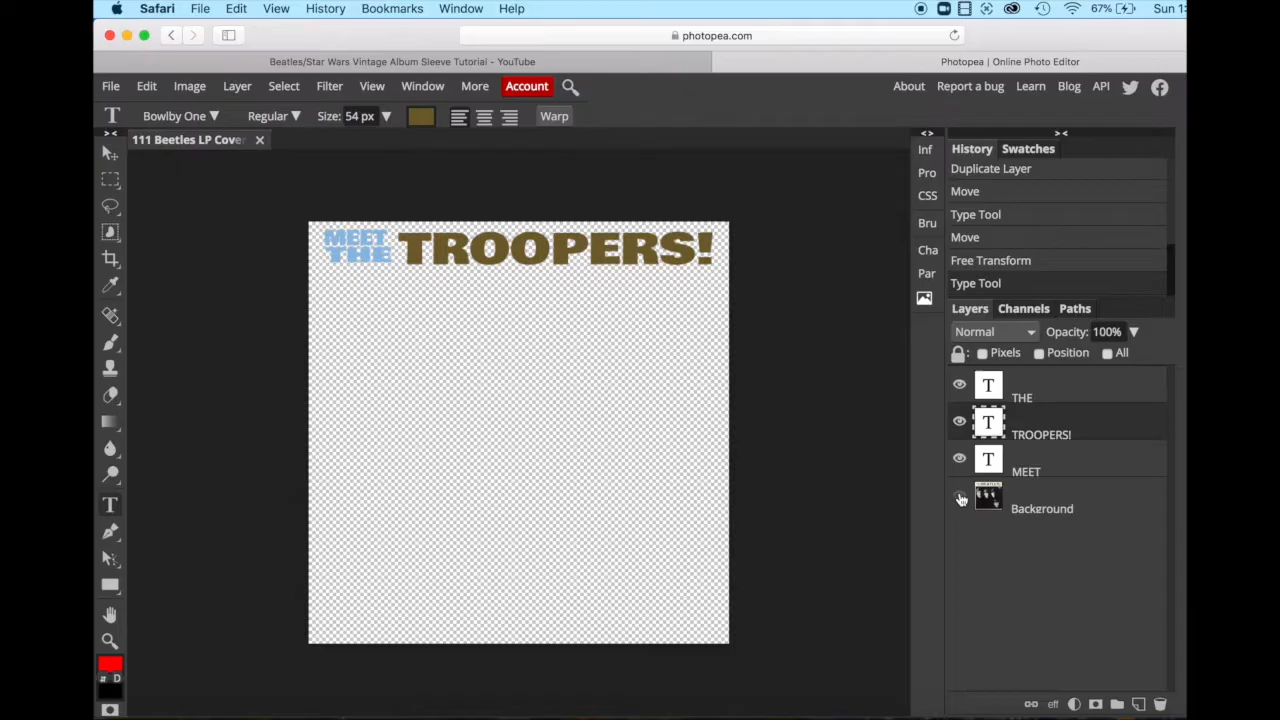 Safari File Edit View History Bookmarks Window Help 67% Sun 1:
photopea.com
Beatles/Star Wars Vintage Album Sleeve Tutorial - YouTube Photopea | Online Photo Editor
File Edit Image Layer Select Filter View Window More Account About Report a bug Learn Blog API
T Bowlby One Regular Size: 54 px Warp
> < < > > <
111 Beetles LP Cover
Inf History Swatches
Pro Duplicate Layer
CSS Move
Bru Type Tool
Cha Move
Par Free Transform
Type Tool
MEET
THE TROOPERS!
Layers Channels Paths
Normal Opacity: 100%
: Pixels Position All
T THE
T TROOPERS!
T MEET
Background
T
D
eff